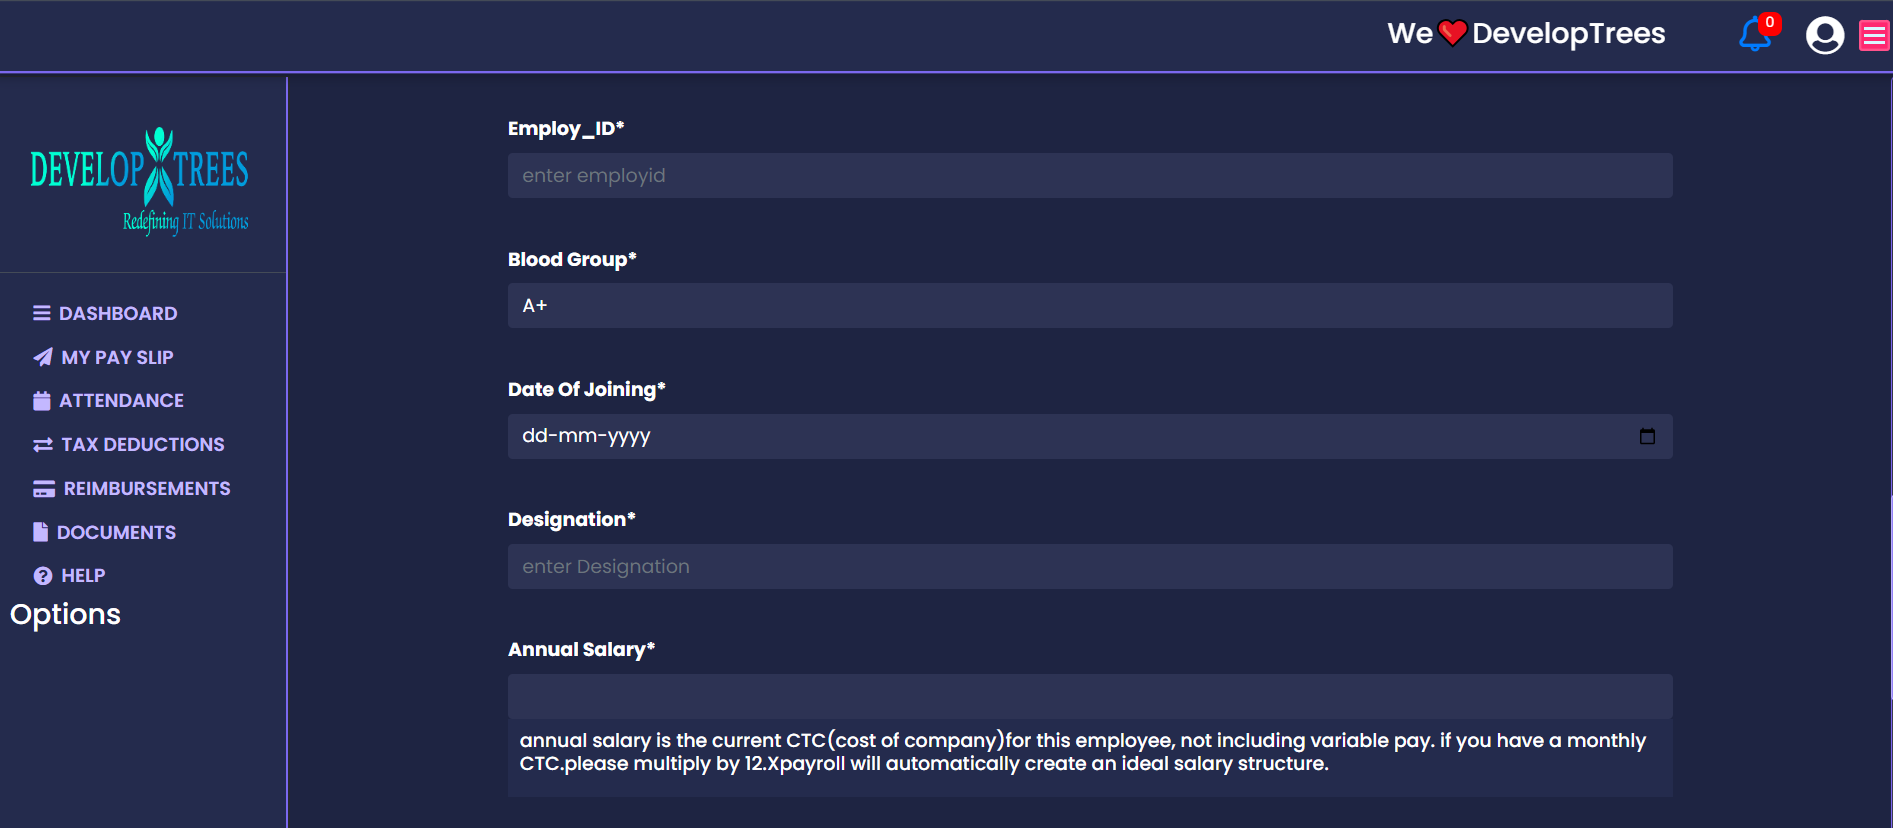 We DevelopTrees
0
DEVELOP TREES
Redefining IT Solutions
DASHBOARD
MY PAY SLIP
ATTENDANCE
TAX DEDUCTIONS
REIMBURSEMENTS
DOCUMENTS
HELP
Options
Employ_ID*
enter employid
Blood Group*
A+
Date Of Joining*
dd-mm-yyyy
Designation*
enter Designation
Annual Salary*
annual salary is the current CTC(cost of company)for this employee, not including variable pay. if you have a monthly
CTC.please multiply by 12.Xpayroll will automatically create an ideal salary structure.